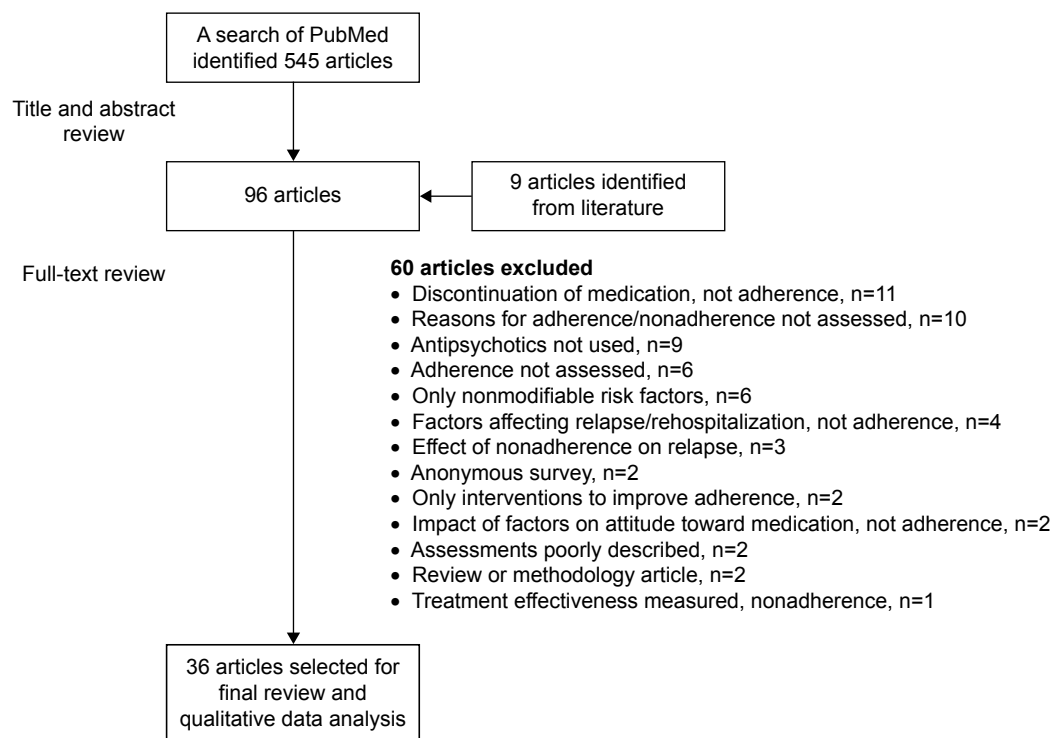 A search of PubMed
identified 545 articles
Title and abstract
review
96 articles
9 articles identified
from literature
Full-text review
60 articles excluded
• Discontinuation of medication, not adherence, n=11
• Reasons for adherence/nonadherence not assessed, n=10
• Antipsychotics not used, n=9
• Adherence not assessed, n=6
• Only nonmodifiable risk factors, n=6
• Factors affecting relapse/rehospitalization, not adherence, n=4
• Effect of nonadherence on relapse, n=3
• Anonymous survey, n=2
• Only interventions to improve adherence, n=2
• Impact of factors on attitude toward medication, not adherence, n=2
• Assessments poorly described, n=2
• Review or methodology article, n=2
• Treatment effectiveness measured, nonadherence, n=1
36 articles selected for
final review and
qualitative data analysis